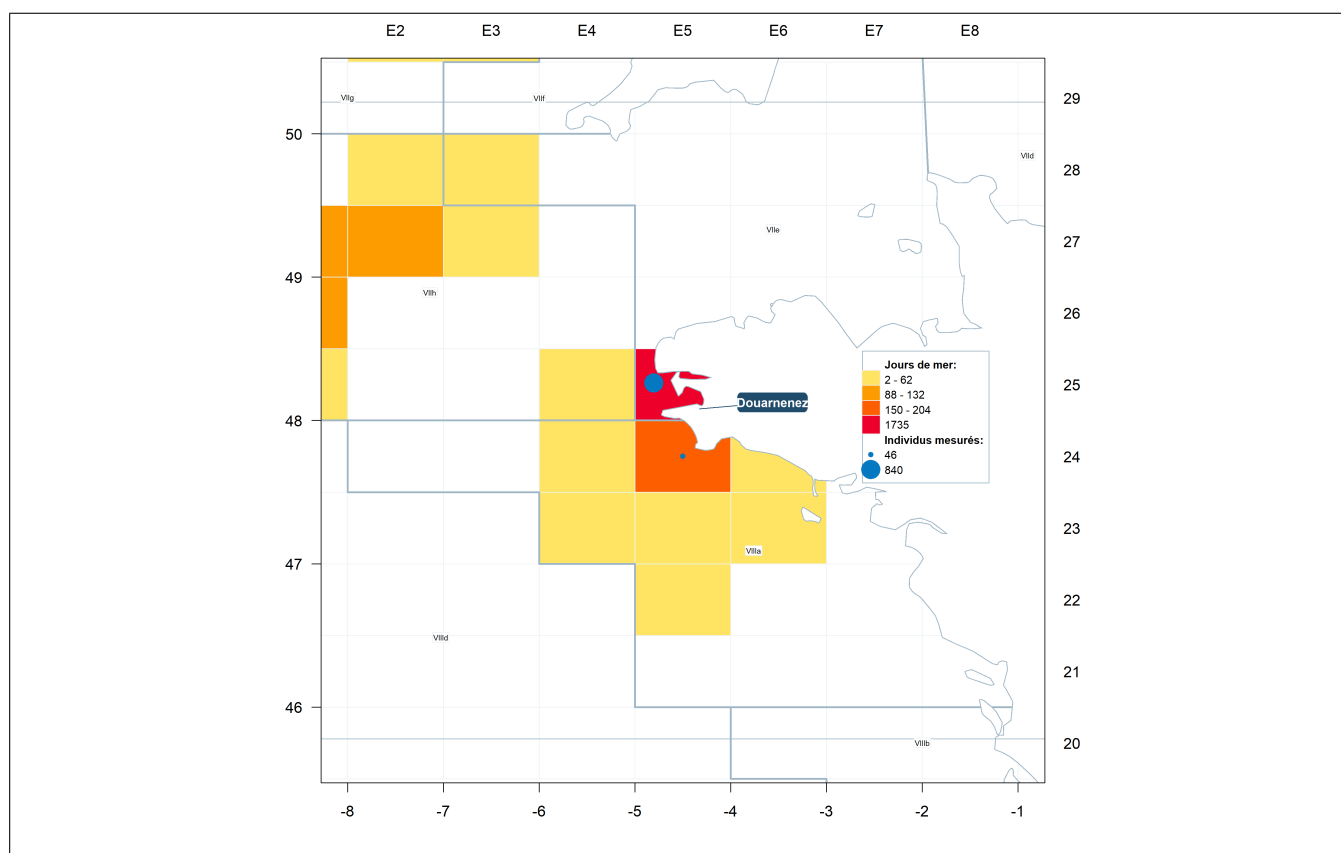 E2 E3 E4 E5 E6 E7 E8
VIIg
VIIf
29
50
VIId
28
VIIe
27
49
VIIh
26
Jours de mer:
2 - 62
88 - 132
150 - 204
1735
Individus mesurés:
46
840
25
Douarnenez
48
24
23
VIIIa
47
22
VIIId
21
46
VIIIb
20
-8 -7 -6 -5 -4 -3 -2 -1